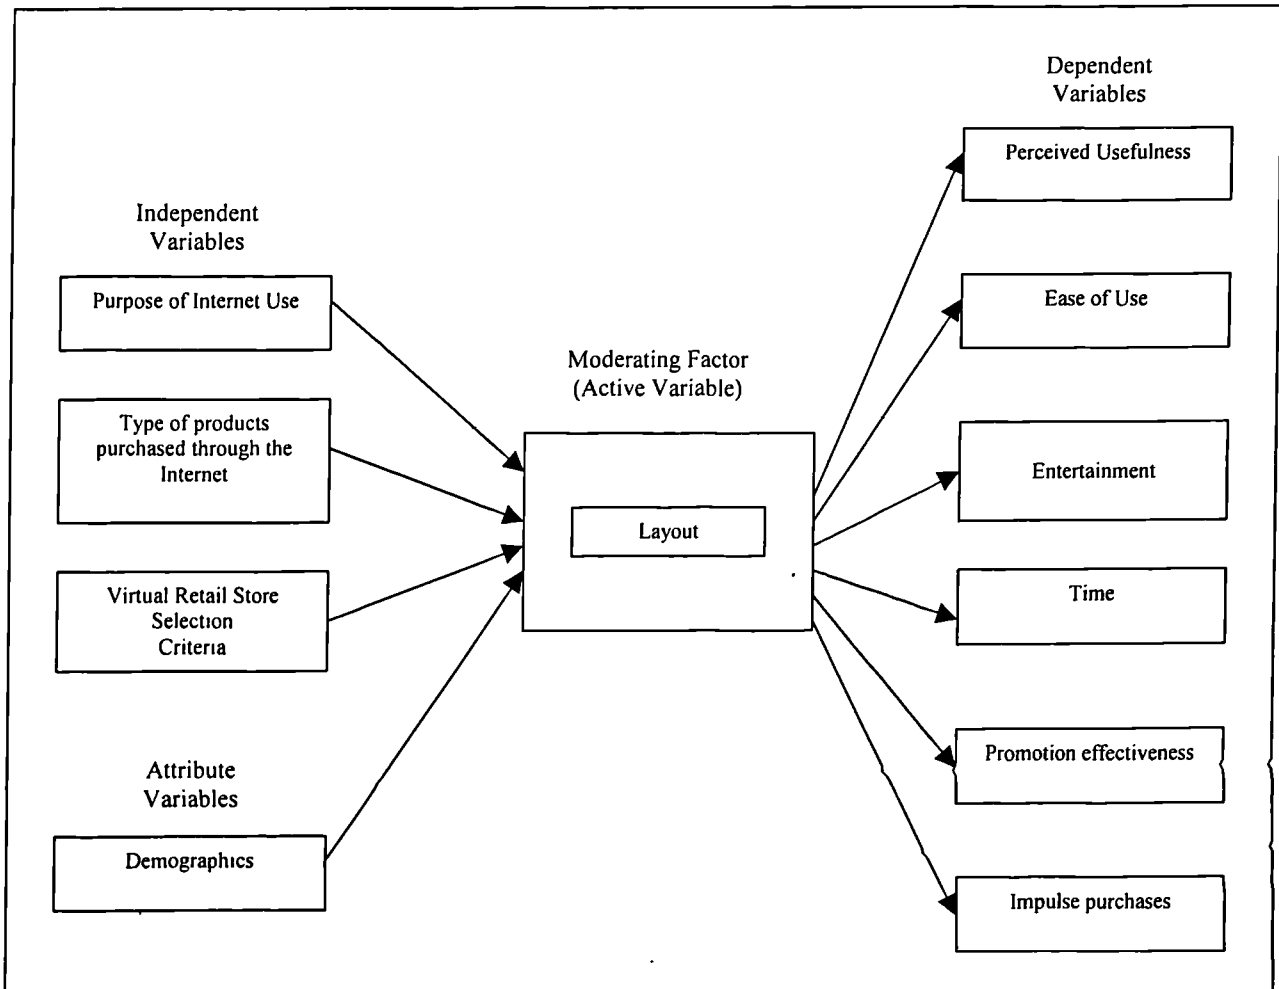 Independent
Variables
Purpose of Internet Use
Type of products
purchased through the
Internet
Virtual Retail Store
Selection
Criteria
Attribute
Variables
Demographics
Moderating Factor
(Active Variable)
Layout
Dependent
Variables
Perceived Usefulness
Ease of Use
Entertainment
Time
Promotion effectiveness
Impulse purchases